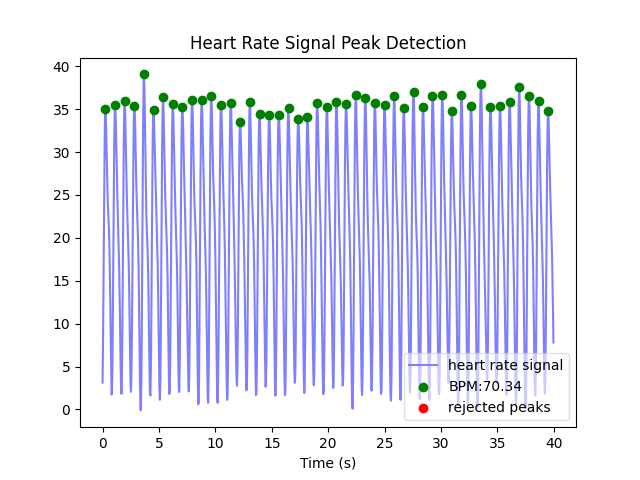 Heart Rate Signal Peak Detection
40
35
30
25
20
15
10
5
0
heart rate signal
BPM:70.34
rejected peaks
0 5 10 15 20 25 30 35 40
Time (s)